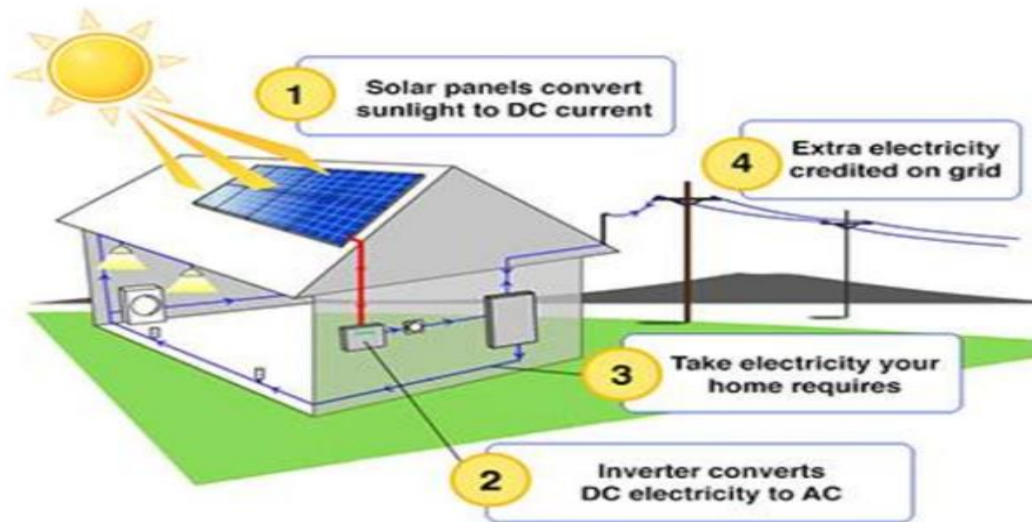 1
Solar panels convert
sunlight to DC current
4
Extra electricity
credited on grid
3
Take electricity your
home requires
2
Inverter converts
DC electricity to AC